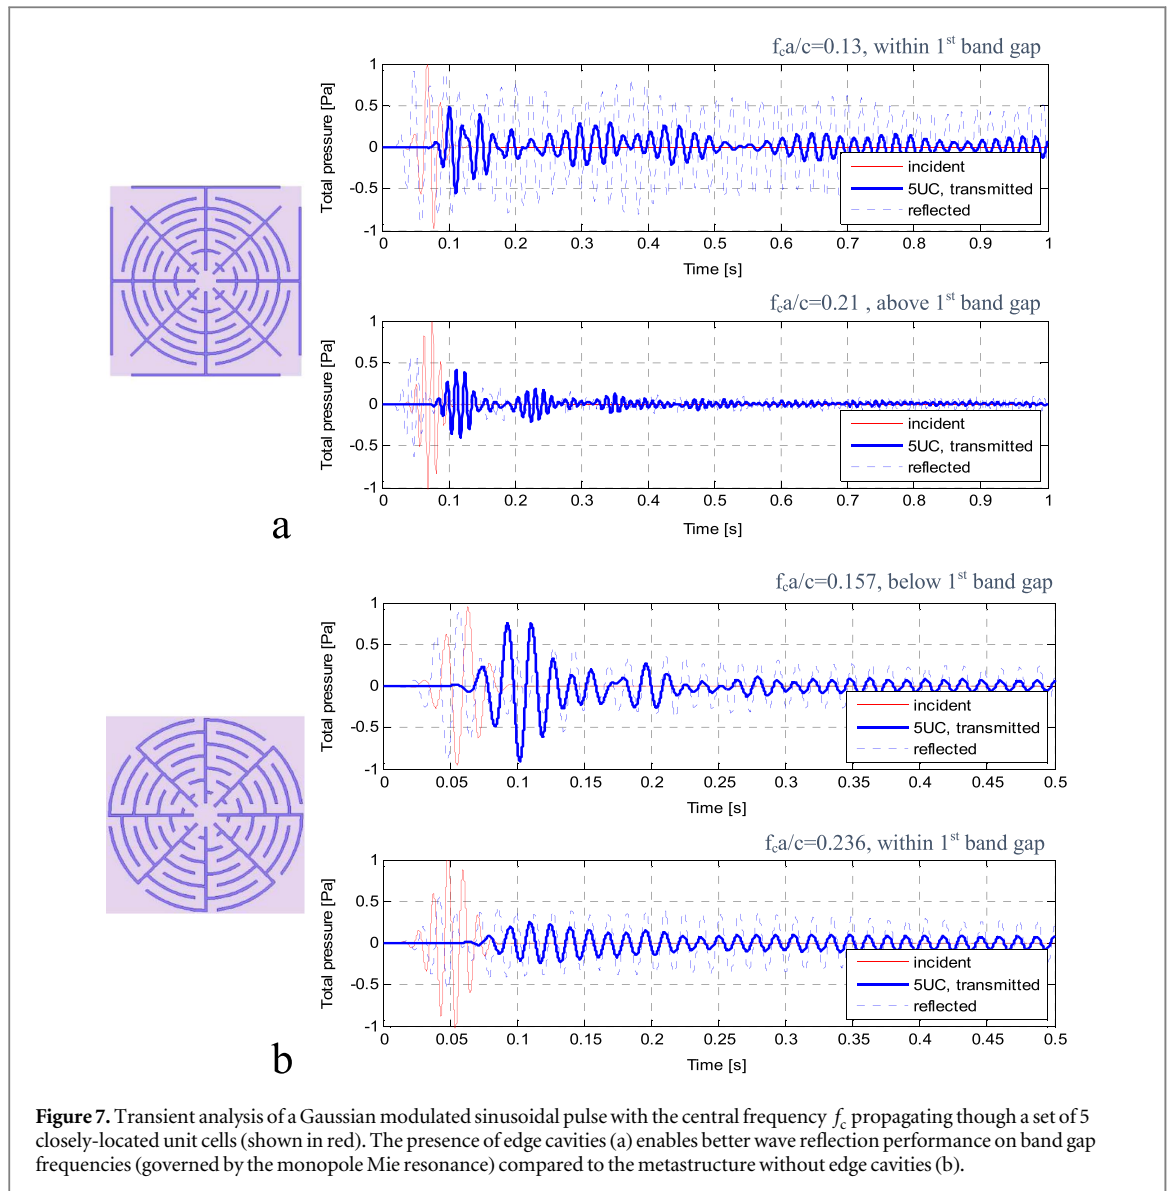 f_ca/c=0.13, within 1st band gap
Total pressure [Pa]
1
0.5
0
-0.5
-1
incident
5UC, transmitted
reflected
0 0.1 0.2 0.3 0.4 0.5 0.6 0.7 0.8 0.9 1
Time [s]
f_ca/c=0.21 , above 1st band gap
Total pressure [Pa]
1
0.5
0
-0.5
-1
incident
5UC, transmitted
reflected
0 0.1 0.2 0.3 0.4 0.5 0.6 0.7 0.8 0.9 1
Time [s]
a
f_ca/c=0.157, below 1st band gap
Total pressure [Pa]
1
0.5
0
-0.5
-1
incident
5UC, transmitted
reflected
0 0.05 0.1 0.15 0.2 0.25 0.3 0.35 0.4 0.45 0.5
Time [s]
f_ca/c=0.236, within 1st band gap
Total pressure [Pa]
1
0.5
0
-0.5
-1
incident
5UC, transmitted
reflected
0 0.05 0.1 0.15 0.2 0.25 0.3 0.35 0.4 0.45 0.5
Time [s]
b
Figure 7. Transient analysis of a Gaussian modulated sinusoidal pulse with the central frequency f_c propagating though a set of 5
closely-located unit cells (shown in red). The presence of edge cavities (a) enables better wave reflection performance on band gap
frequencies (governed by the monopole Mie resonance) compared to the metastructure without edge cavities (b).